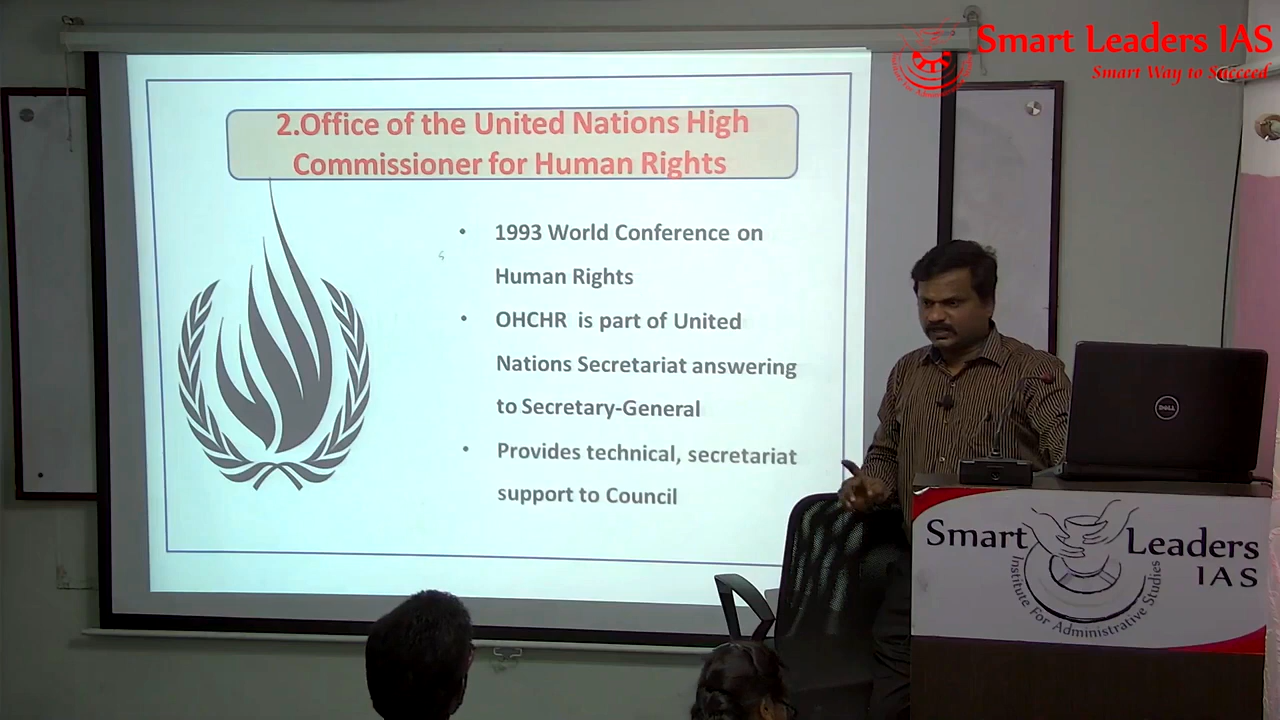 Smart Leaders IAS
Smart Way to Succeed
2.Office of the United Nations High
Commissioner for Human Rights
• 1993 World Conference on
Human Rights
• OHCHR is part of United
Nations Secretariat answering
to Secretary-General
• Provides technical, secretariat
support to Council
DELL
Smart Leaders
IAS
Institute For Administrative Studies